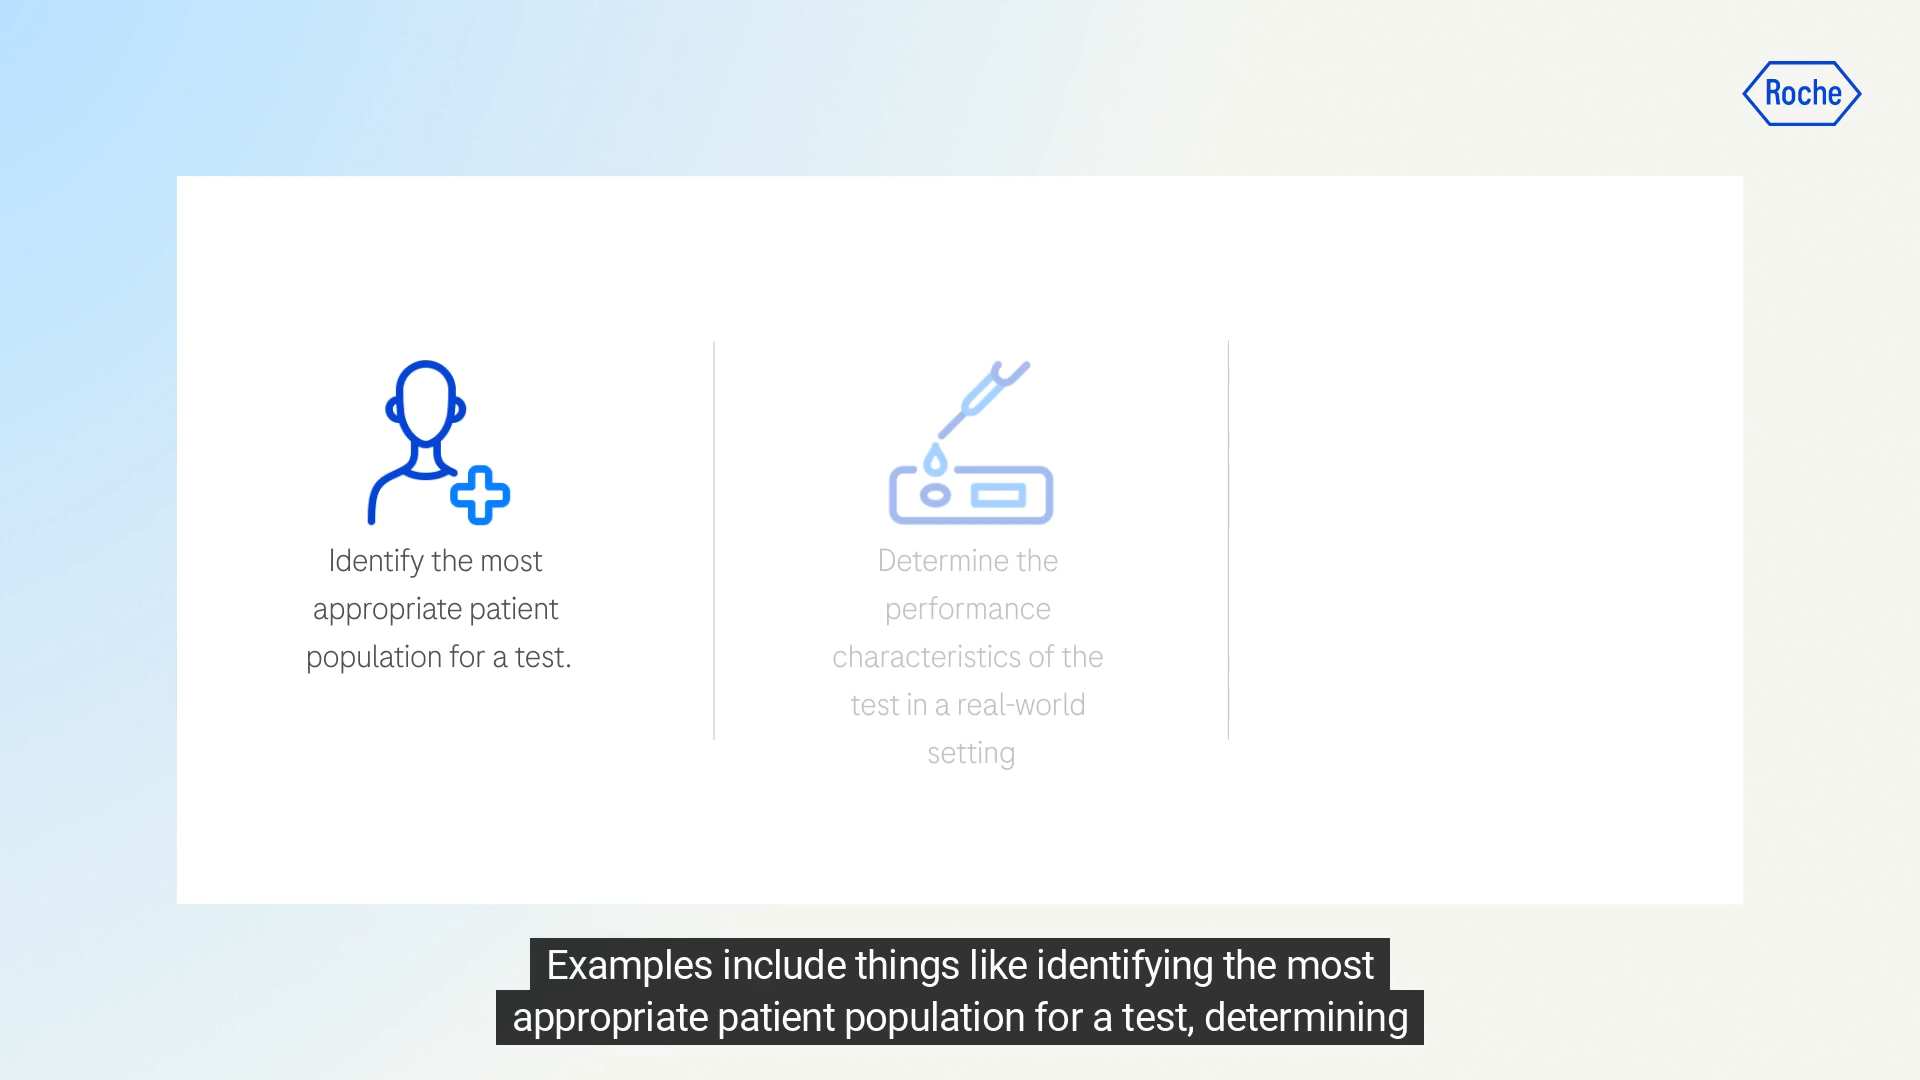 Roche
Identify the most
appropriate patient
population for a test.
Determine the
performance
characteristics of the
test in a real-world
setting
Examples include things like identifying the most
appropriate patient population for a test, determining